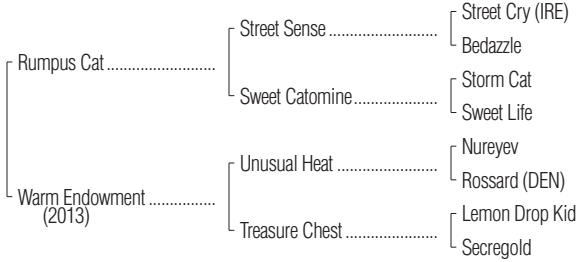 Street Cry (IRE)
Street Sense ........................
Bedazzle
Rumpus Cat ........................
Storm Cat
Sweet Catomine ...................
Sweet Life
Nureyev
Unusual Heat ......................
Rossard (DEN)
Warm Endowment ...............
(2013)
Lemon Drop Kid
Treasure Chest .....................
Secregold